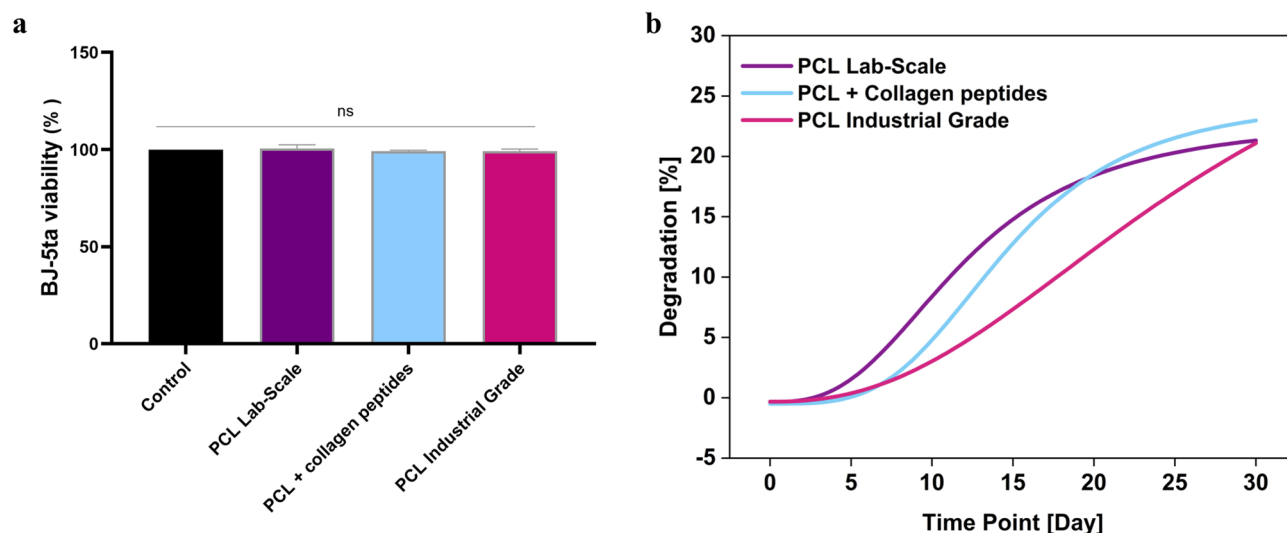 a
150
100
50
0
BJ-5ta viability (% )
ns
Control
PCL Lab-Scale
PCL + collagen peptides
PCL Industrial Grade
b
30
25
20
15
10
5
0
-5
Degradation [%]
PCL Lab-Scale
PCL + Collagen peptides
PCL Industrial Grade
0 5 10 15 20 25 30
Time Point [Day]